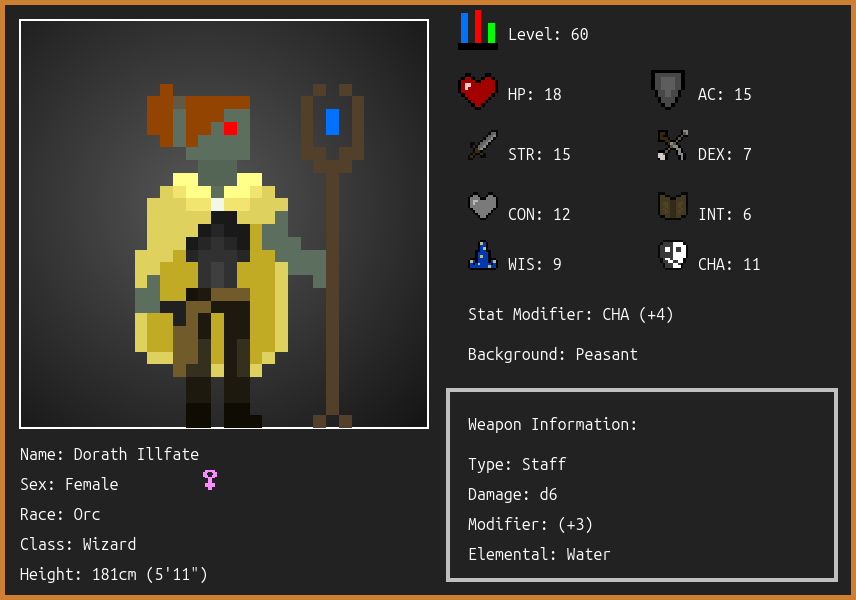 Level: 60
HP: 18
AC: 15
STR: 15
DEX: 7
CON: 12
INT: 6
WIS: 9
CHA: 11
Stat Modifier: CHA (+4)
Background: Peasant
Weapon Information:
Type: Staff
Damage: d6
Modifier: (+3)
Elemental: Water
Name: Dorath Illfate
Sex: Female
Race: Orc
Class: Wizard
Height: 181cm (5'11")